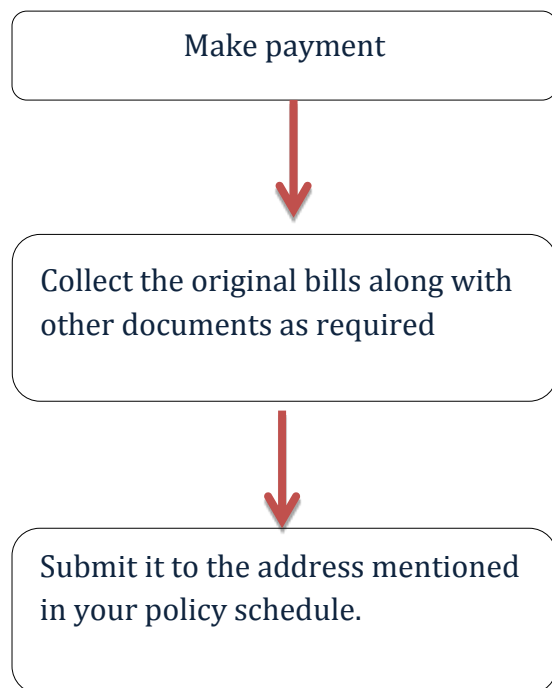 Make payment
Collect the original bills along with
other documents as required
Submit it to the address mentioned
in your policy schedule.